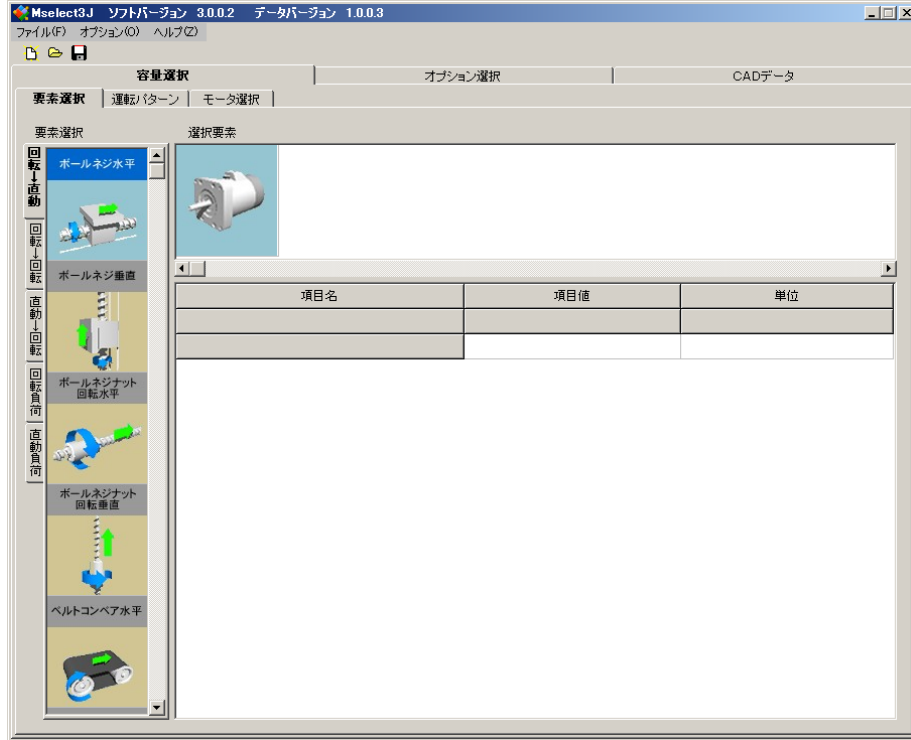 Mselect3J ソフトバージョン 3.0.0.2 データバージョン 1.0.0.3
ファイル(F) オプション(O) ヘルプ(Z)
容量選択 オプション選択 CADデータ
要素選択 運転パターン モータ選択
要素選択 選択要素
回転→直動
回転→回転
直動→回転
回転負荷
直動負荷
ボールネジ水平
ボールネジ垂直
ボールネジナット
回転水平
ボールネジナット
回転垂直
ベルトコンベア水平
項目名 項目値 単位